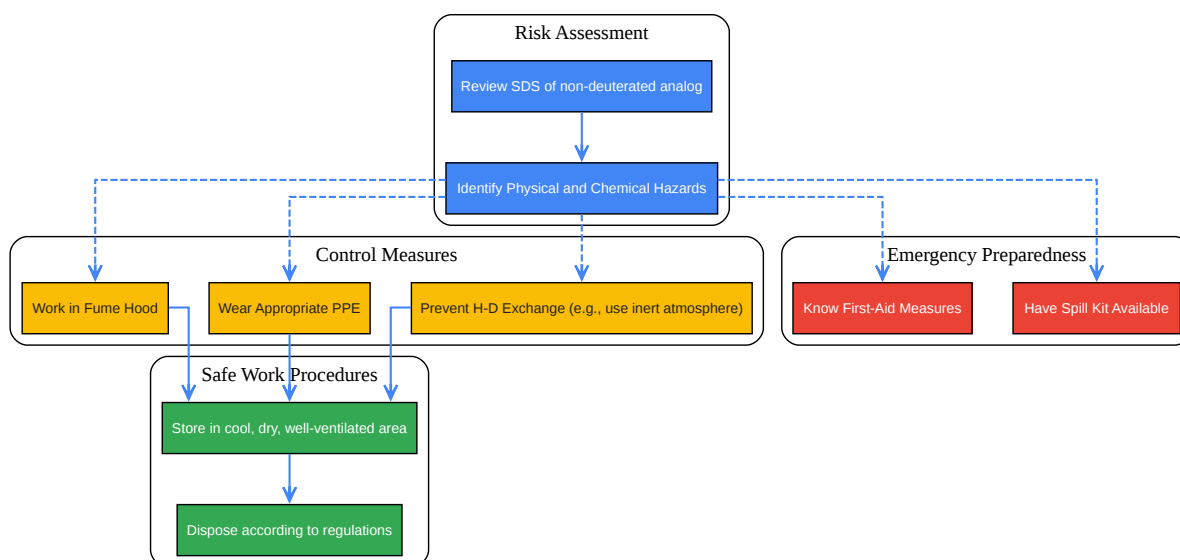 Risk Assessment
Review SDS of non-deuterated analog
Identify Physical and Chemical Hazards
Control Measures
Emergency Preparedness
Work in Fume Hood
Wear Appropriate PPE
Prevent H-D Exchange (e.g., use inert atmosphere)
Know First-Aid Measures
Have Spill Kit Available
Safe Work Procedures
Store in cool, dry, well-ventilated area
Dispose according to regulations